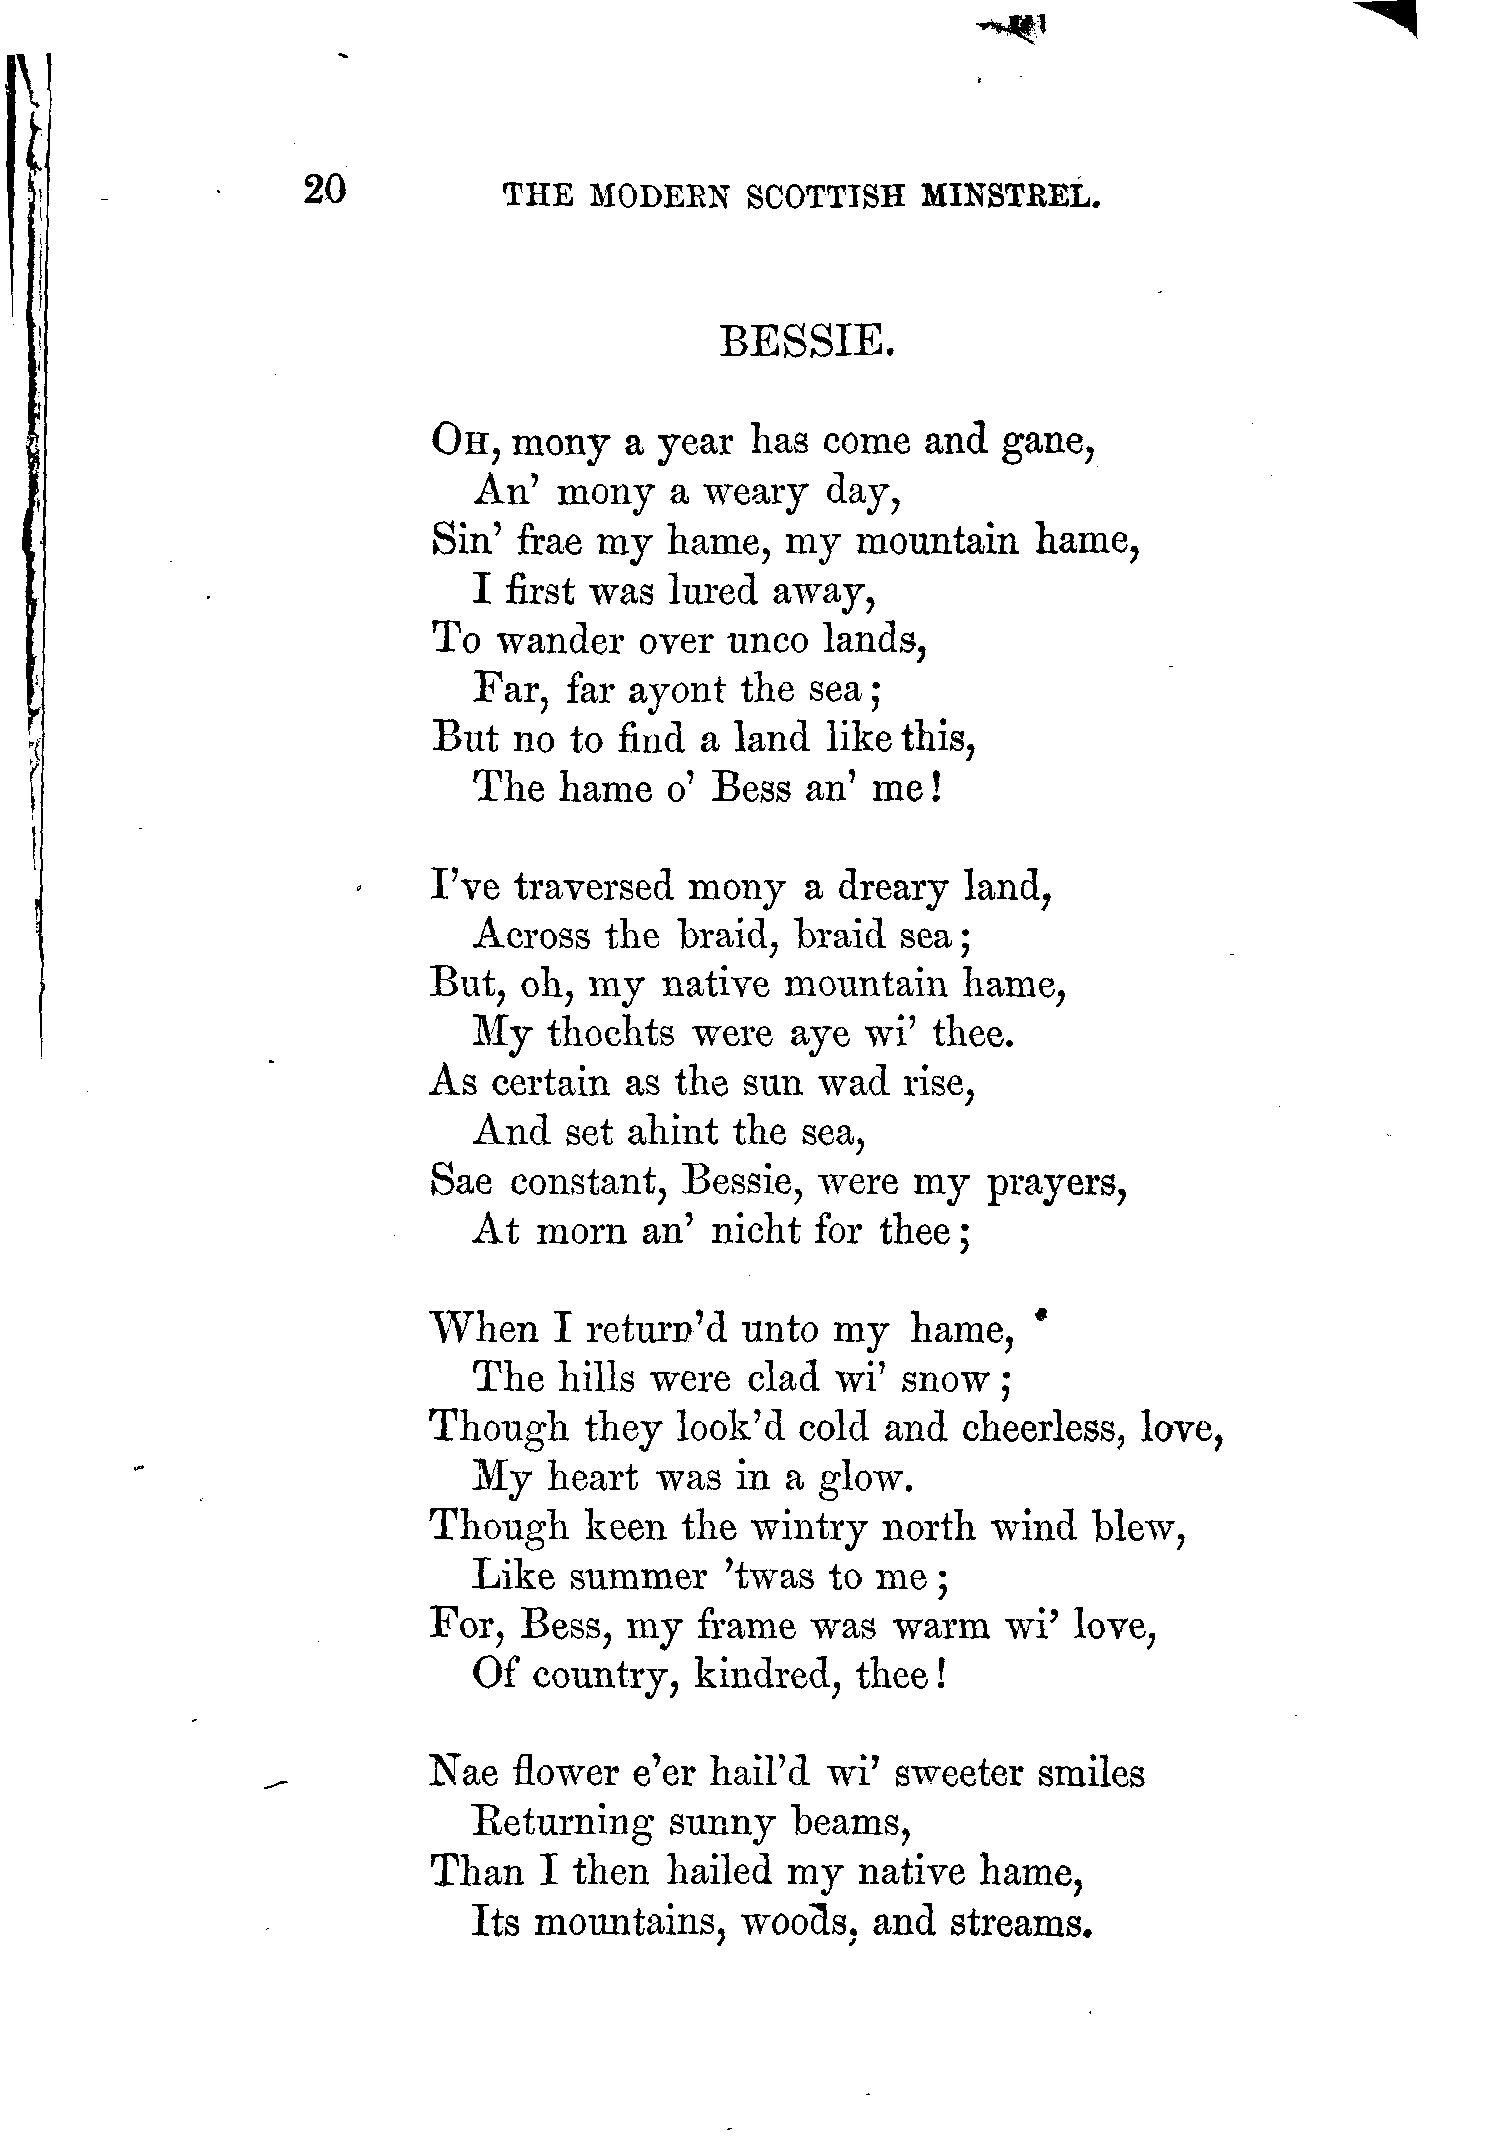 20 THE MODERN SCOTTISH MINSTREL.
BESSIE.
OH, mony a year has come and gane,
An' mony a weary day,
Sin' frae my hame, my mountain hame,
I first was lured away,
To wander over unco lands,
Far, far ayont the sea;
But no to find a land like this,
The hame o' Bess an' me!
I've traversed mony a dreary land,
Across the braid, braid sea;
But, oh, my native mountain hame,
My thochts were aye wi' thee.
As certain as the sun wad rise,
And set ahint the sea,
Sae constant, Bessie, were my prayers,
At morn an' nicht for thee;
When I return'd unto my hame,
The hills were clad wi' snow;
Though they look'd cold and cheerless, love,
My heart was in a glow.
Though keen the wintry north wind blew,
Like summer 'twas to me;
For, Bess, my frame was warm wi' love,
Of country, kindred, thee!
Nae flower e'er hail'd wi' sweeter smiles
Returning sunny beams,
Than I then hailed my native hame,
Its mountains, woods, and streams.